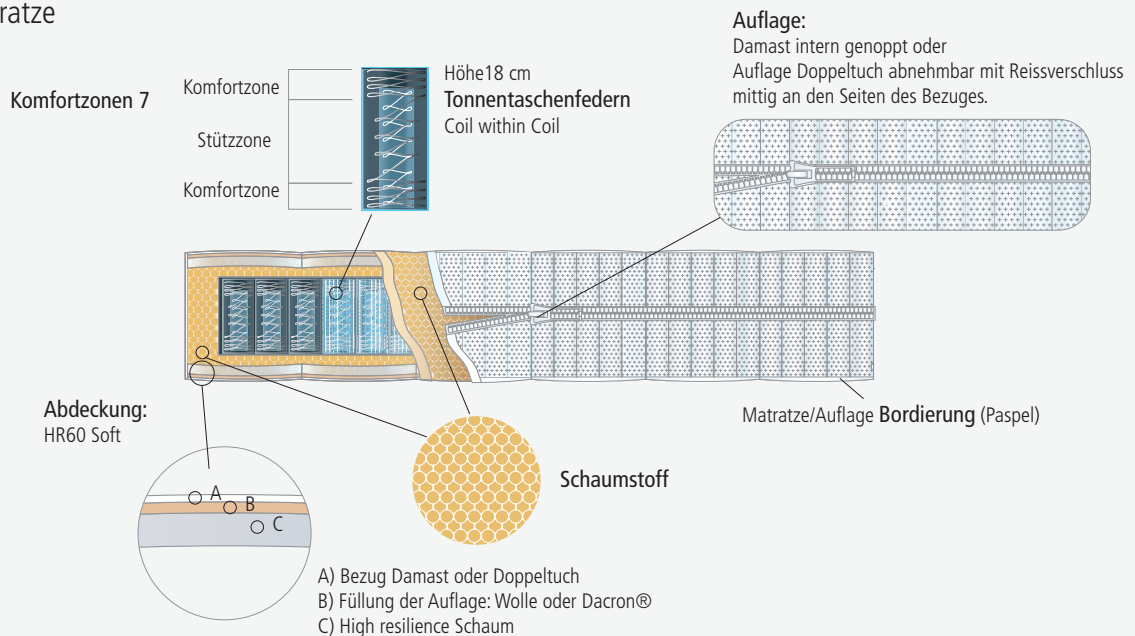 ratze
Komfortzonen 7
Komfortzone
Stützzone
Komfortzone
Höhe18 cm
Tonnentaschenfedern
Coil within Coil
Auflage:
Damast intern genoppt oder
Auflage Doppeltuch abnehmbar mit Reissverschluss
mittig an den Seiten des Bezuges.
Abdeckung:
HR60 Soft
Matratze/Auflage Bordierung (Paspel)
Schaumstoff
A
B
C
A) Bezug Damast oder Doppeltuch
B) Füllung der Auflage: Wolle oder Dacron®
C) High resilience Schaum